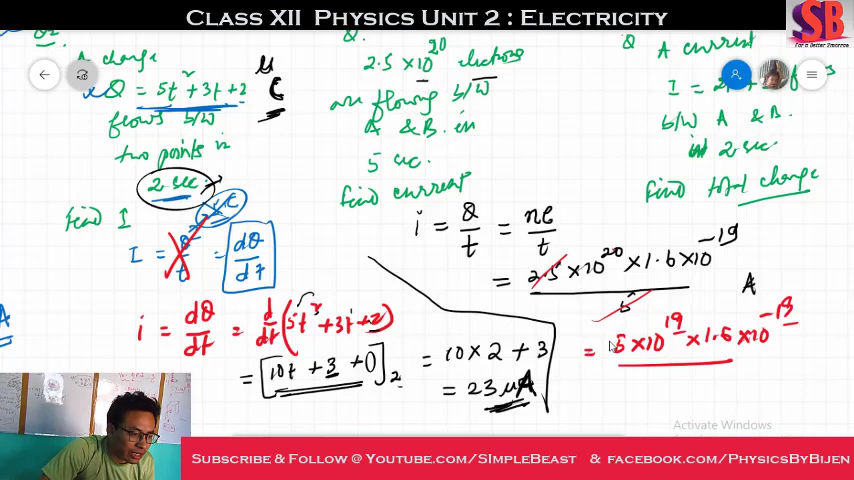 CLASS XII PHYSICS UNIT 2 : ELECTRICITY
SB
For a Better Tomorrow
A charge
Q = 5t² + 3t + 2 μC
flows b/w
two points in
2 sec.
find I
I = Q/t = dQ/dt
i = dQ/dt = d/dt (5t² + 3t + 2)
= [10t + 3 + 0]₂ = 10 × 2 + 3
= 23 μA
Q.
2.5 × 10²⁰ electrons
are flowing b/w
A & B in
5 sec.
find current
i = Q/t = ne/t
= 2.5 × 10²⁰ × 1.6 × 10⁻¹⁹ / 5 A
= 5 × 10¹⁹ × 1.6 × 10⁻¹⁹
Q A current
I =
b/w A & B.
in 2 sec
find total charge
A
Activate Windows
SUBSCRIBE & FOLLOW @ YOUTUBE.COM/SIMPLEBEAST & FACEBOOK.COM/PHYSICSBYBIJEN